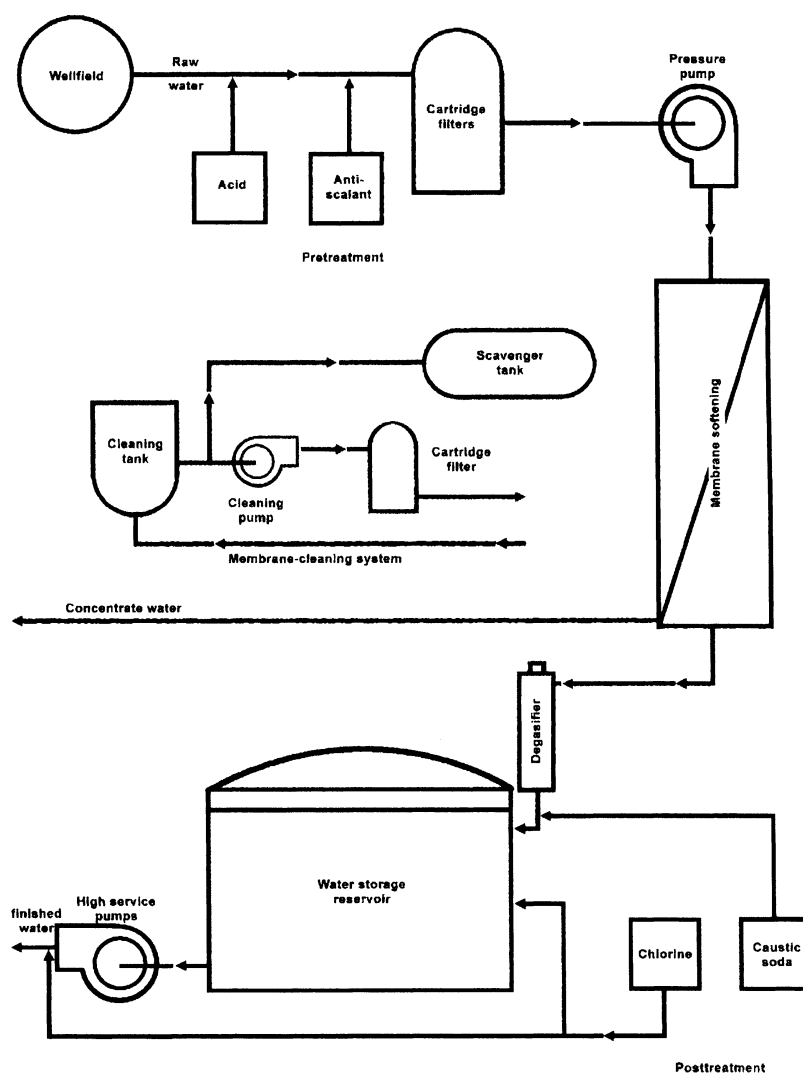 Wellfield
Raw
water
Acid
Anti-
scalant
Cartridge
filters
Pressure
pump
Pretreatment
Scavenger
tank
Cleaning
tank
Cleaning
pump
Cartridge
filter
Membrane-cleaning system
Membrane softening
Concentrate water
Degasifier
Water storage
reservoir
High service
pumps
finished
water
Chlorine
Caustic
soda
Posttreatment